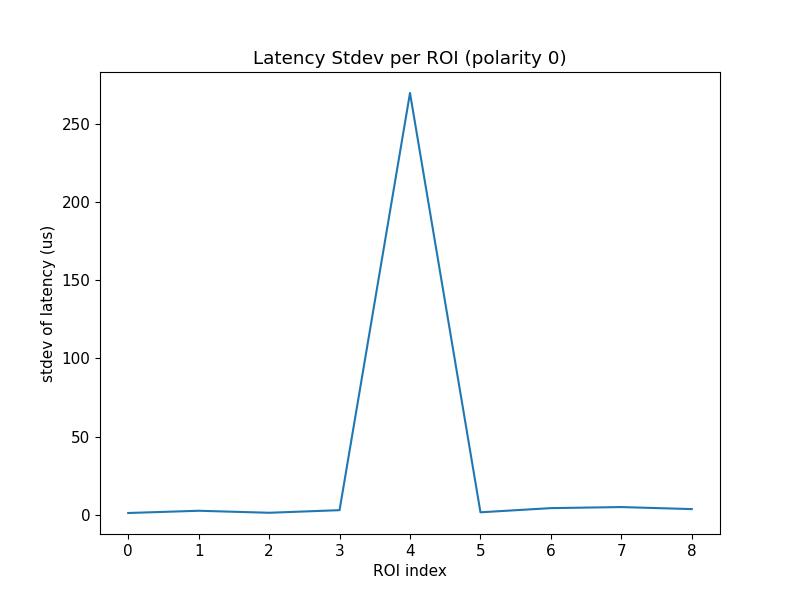 Latency Stdev per ROI (polarity 0)
250
200
150
100
50
0
stdev of latency (us)
0 1 2 3 4 5 6 7 8
ROI index